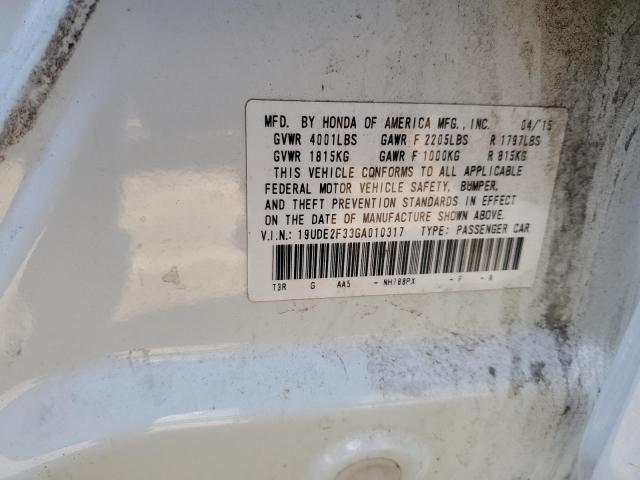 MFD. BY HONDA OF AMERICA MFG., INC. 04/'15
GVWR 4001LBS GAWR F 2205LBS R 1797LBS
GVWR 1815KG GAWR F 1000KG R 815KG
THIS VEHICLE CONFORMS TO ALL APPLICABLE
FEDERAL MOTOR VEHICLE SAFETY, BUMPER,
AND THEFT PREVENTION STANDARDS IN EFFECT
ON THE DATE OF MANUFACTURE SHOWN ABOVE.
V.I.N.: 19UDE2F33GA010317 TYPE: PASSENGER CAR
T3R G AA5 - NH788PX - F - A